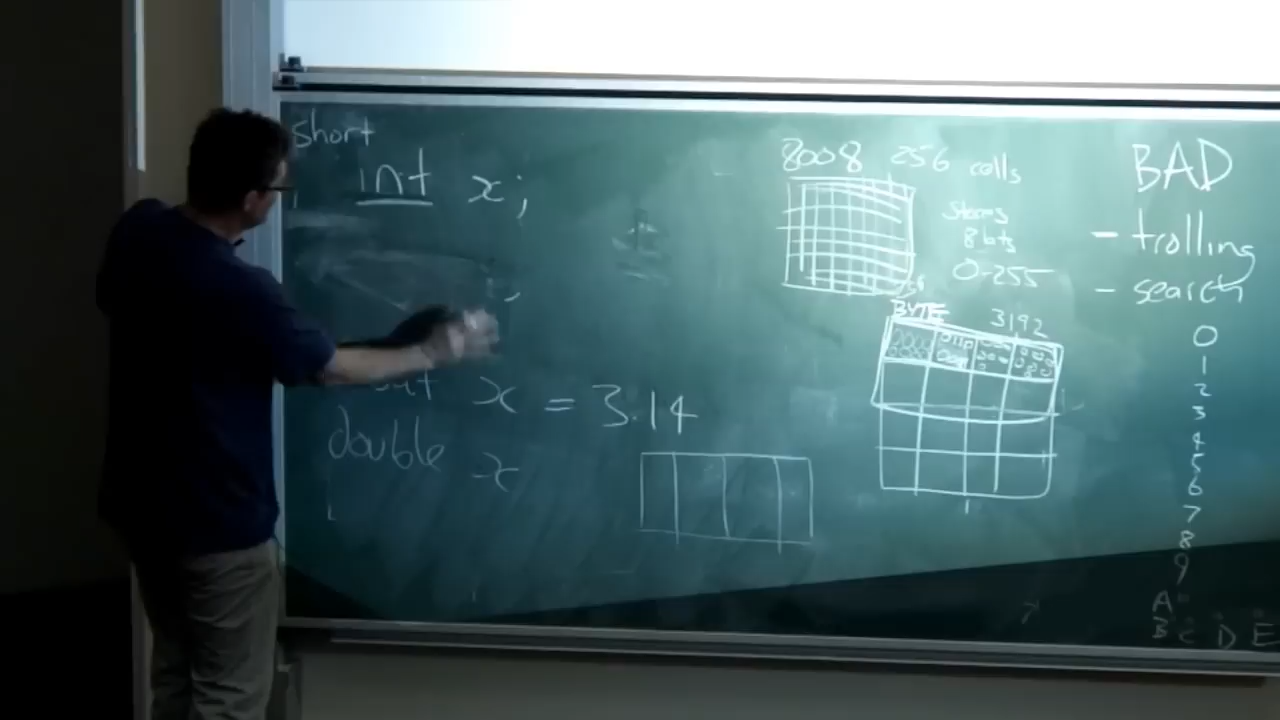 short
int x;
x = 3.14
double x
8008 256 cells
stores
8 bits
0-255
BYTE
3192
BAD
- trolling
- search
0
1
2
3
4
5
6
7
8
9
A
B C D E